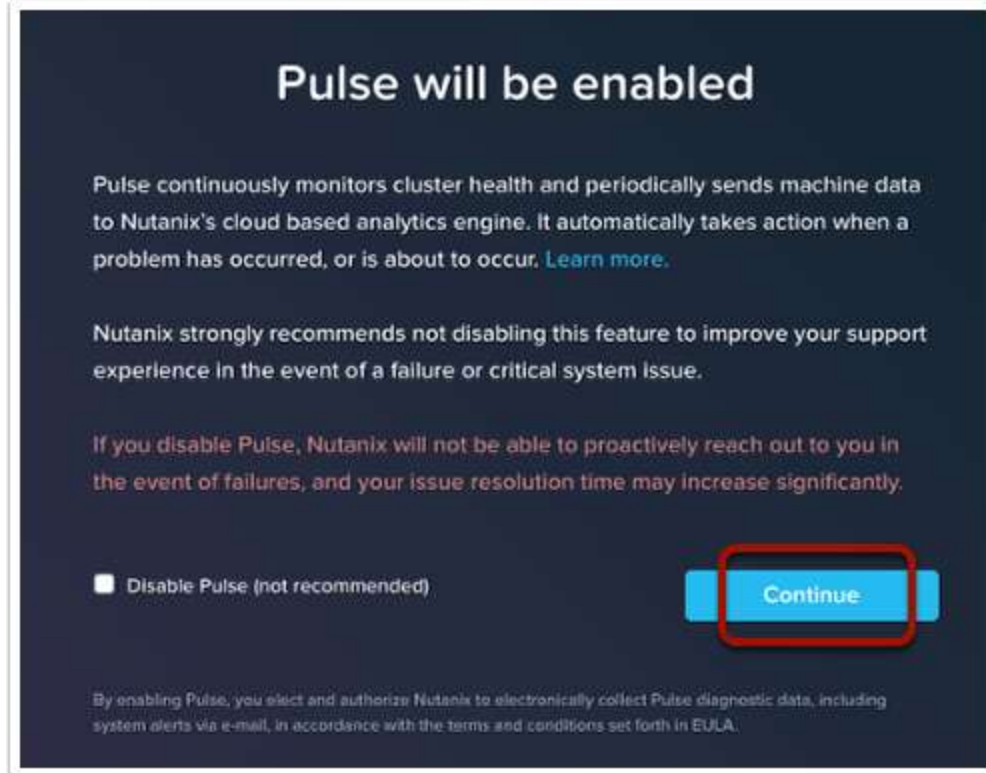 Pulse will be enabled
Pulse continuously monitors cluster health and periodically sends machine data
to Nutanix's cloud based analytics engine. It automatically takes action when a
problem has occurred, or is about to occur. Learn more.
Nutanix strongly recommends not disabling this feature to improve your support
experience in the event of a failure or critical system issue.
If you disable Pulse, Nutanix will not be able to proactively reach out to you in
the event of failures, and your issue resolution time may increase significantly.
Disable Pulse (not recommended)
Continue
By enabling Pulse, you elect and authorize Nutanix to electronically collect Pulse diagnostic data, including
system alerts via e-mail, in accordance with the terms and conditions set forth in EULA.